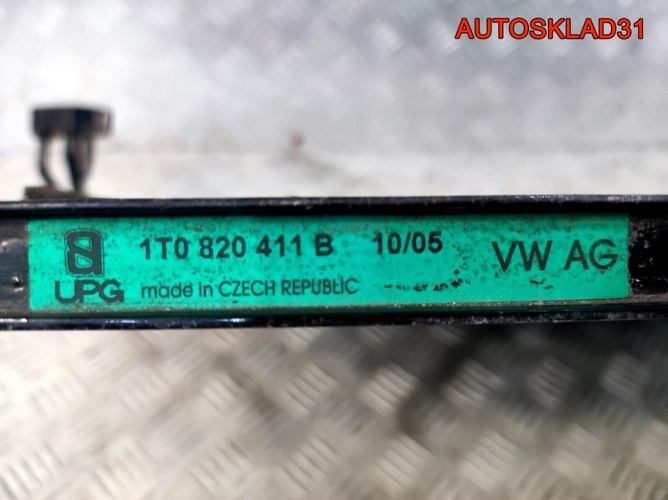 AUTOSKLAD31
1T0 820 411 B 10/05 VW AG
UPG made in CZECH REPUBLIC